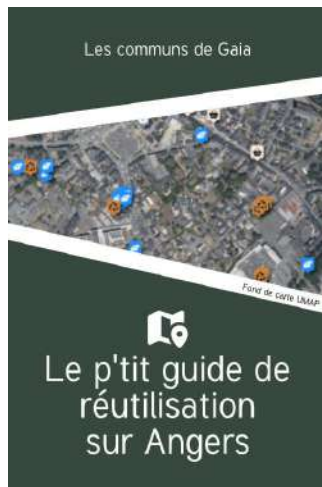 Les communs de Gaia
Fond de carte UMAP
Le p'tit guide de
réutilisation
sur Angers